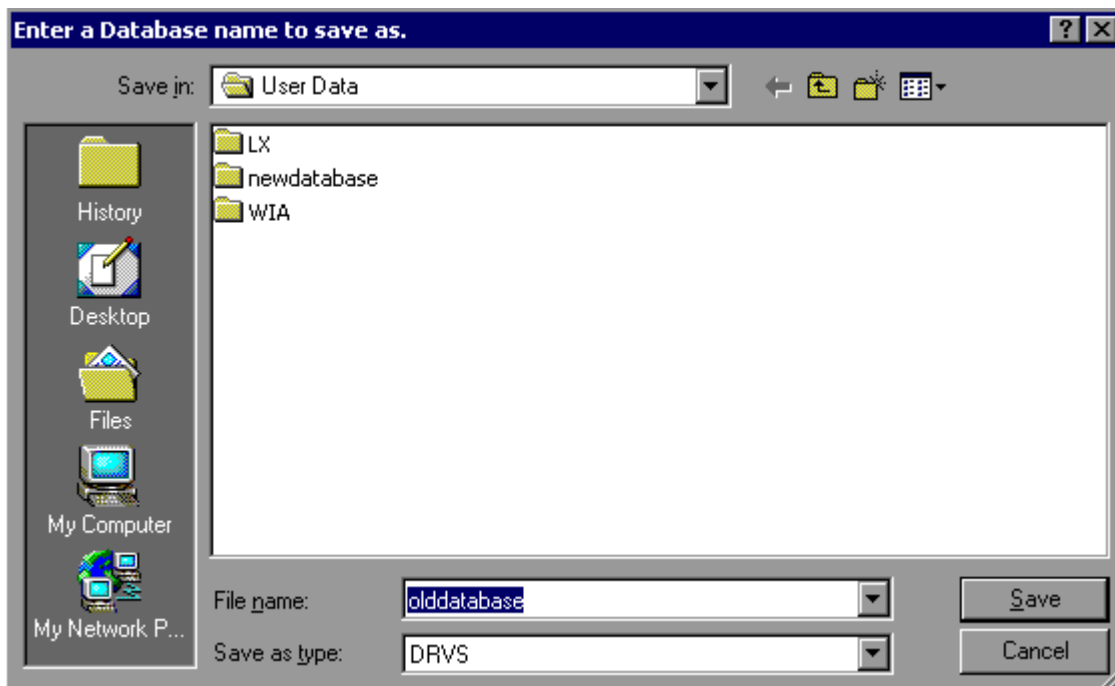 Enter a Database name to save as.
Save in: User Data
LX
newdatabase
WIA
History
Desktop
Files
My Computer
My Network P...
File name: olddatabase Save
Save as type: DRVS Cancel